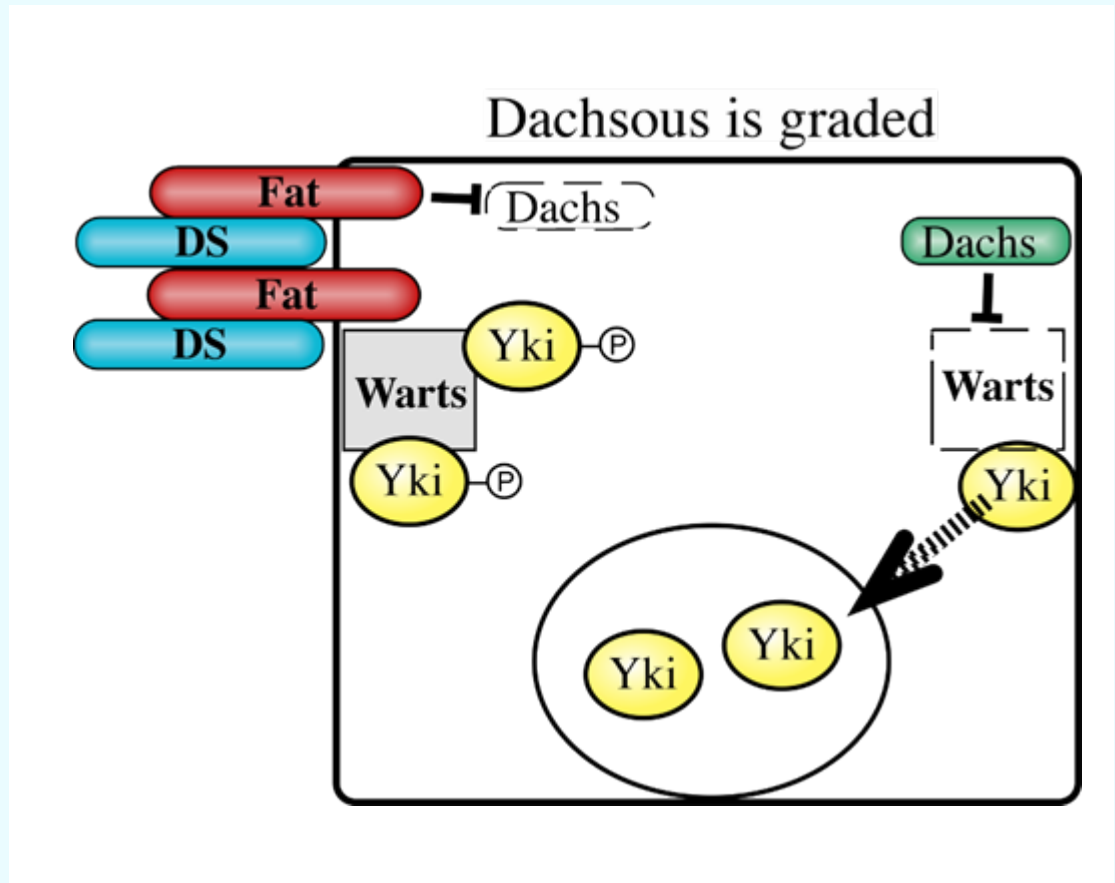 Dachsous is graded
Fat
Dachs
DS
Dachs
Fat
DS
Yki
P
Warts
Warts
Yki
P
Yki
Yki
Yki